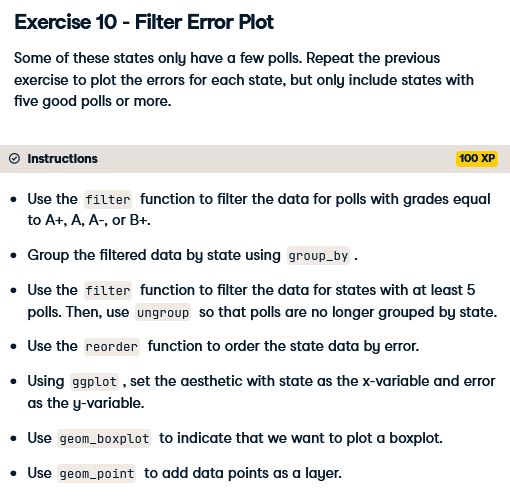 Exercise 10 - Filter Error Plot
Some of these states only have a few polls. Repeat the previous
exercise to plot the errors for each state, but only include states with
five good polls or more.
Instructions
100 XP
• Use the filter function to filter the data for polls with grades equal
to A+, A, A-, or B+.
• Group the filtered data by state using group_by .
• Use the filter function to filter the data for states with at least 5
polls. Then, use ungroup so that polls are no longer grouped by state.
• Use the reorder function to order the state data by error.
• Using ggplot , set the aesthetic with state as the x-variable and error
as the y-variable.
• Use geom_boxplot to indicate that we want to plot a boxplot.
• Use geom_point to add data points as a layer.